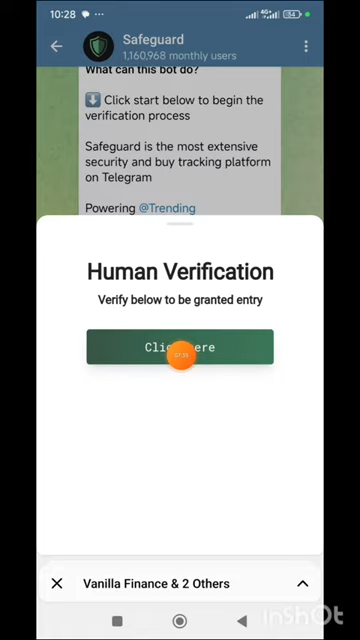 10:28
54
Safeguard
1,160,968 monthly users
What can this bot do?
Click start below to begin the
verification process
Safeguard is the most extensive
security and buy tracking platform
on Telegram
Powering @Trending
Human Verification
Verify below to be granted entry
Click here
Vanilla Finance & 2 Others
InShOt